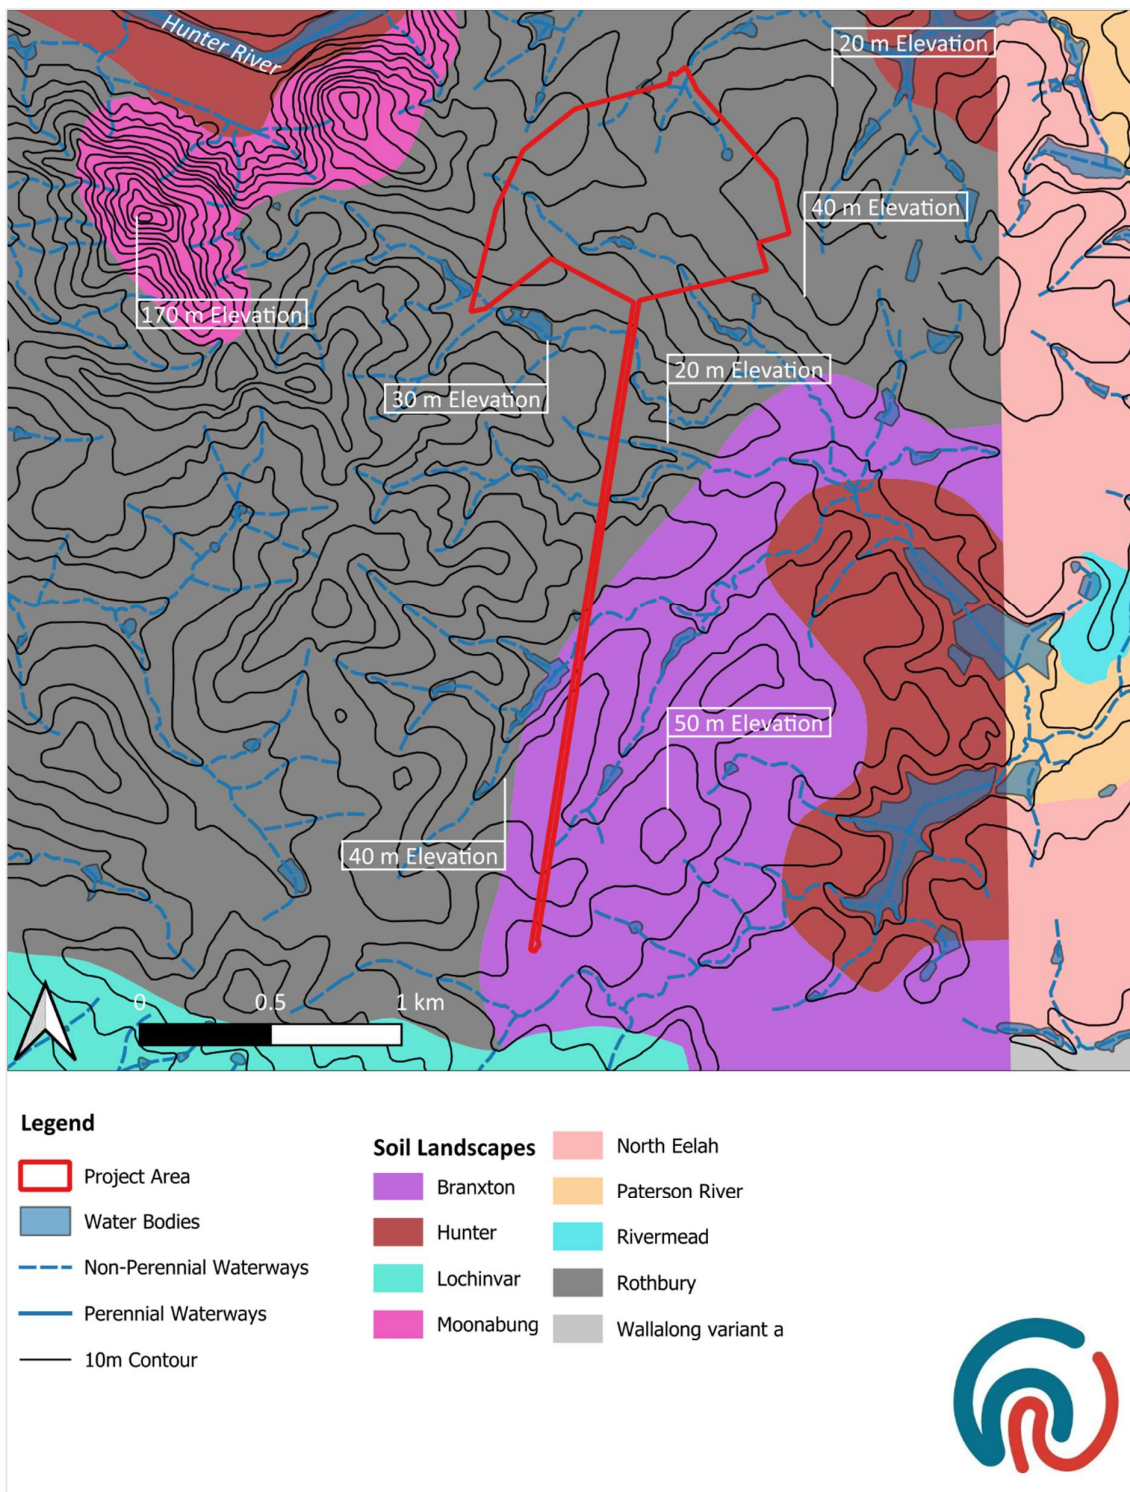 Hunter River
20 m Elevation
40 m Elevation
170 m Elevation
20 m Elevation
30 m Elevation
50 m Elevation
40 m Elevation
0 0.5 1 km
Legend
Project Area
Water Bodies
Non-Perennial Waterways
Perennial Waterways
10m Contour
Soil Landscapes
Branxton
Hunter
Lochinvar
Moonabung
North Eelah
Paterson River
Rivermead
Rothbury
Wallalong variant a